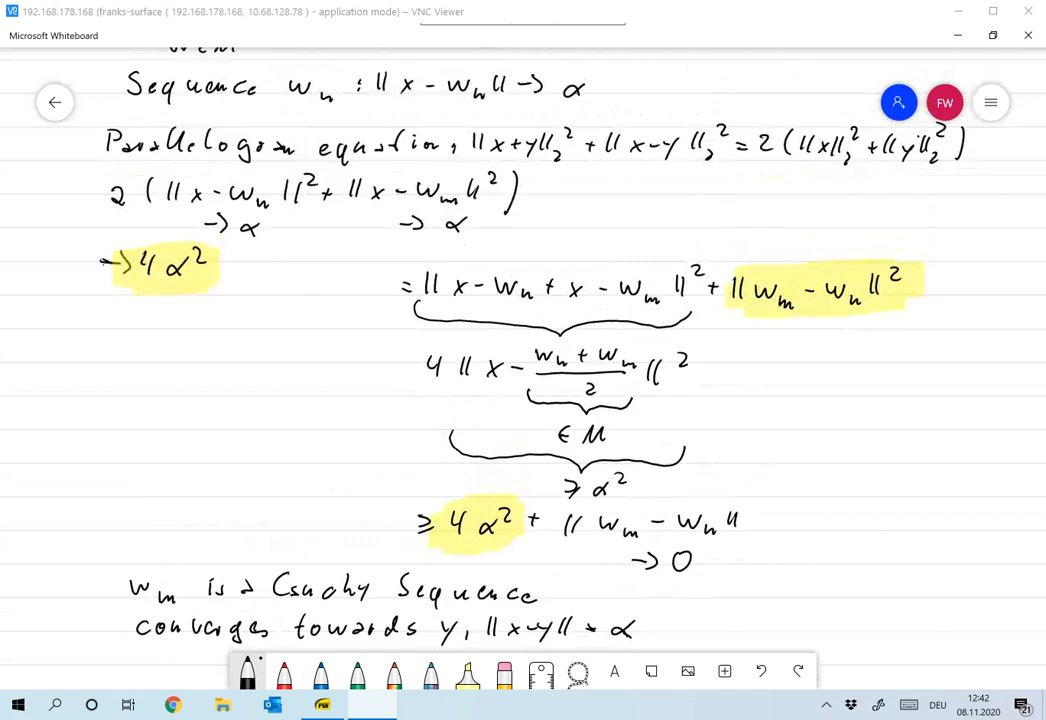 192.168.178.168 (franks-surface ( 192.168.178.168, 10.68.128.78 ) - application mode) – VNC Viewer
Microsoft Whiteboard
FW
Sequence wₙ : ‖x - wₙ‖ → α
Parallelogram equation, ‖x+y‖₂² + ‖x-y‖₂² = 2 (‖x‖₂² + ‖y‖₂²)
2 (‖x - wₙ‖² + ‖x - wₘ‖²)
→ α → α
→ 4 α²
= ‖x - wₙ + x - wₘ‖² + ‖wₘ - wₙ‖²
4 ‖x - (wₙ + wₘ)/2‖²
∈ M
≥ α²
≥ 4 α² + ‖wₘ - wₙ‖
→ 0
wₘ is a Cauchy Sequence
converges towards y, ‖x-y‖ = α
A
DEU
12:42
08.11.2020
21